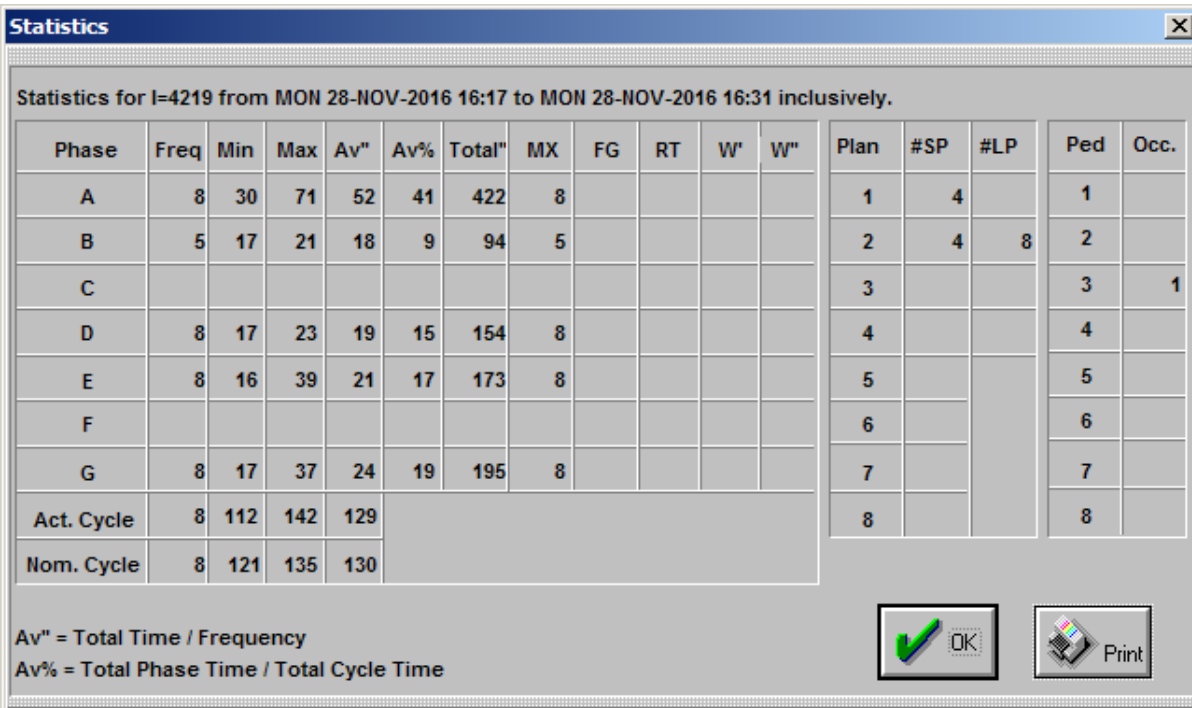 Statistics
Statistics for I=4219 from MON 28-NOV-2016 16:17 to MON 28-NOV-2016 16:31 inclusively.
Phase Freq Min Max Av" Av% Total" MX FG RT W' W"
A 8 30 71 52 41 422 8
B 5 17 21 18 9 94 5
C
D 8 17 23 19 15 154 8
E 8 16 39 21 17 173 8
F
G 8 17 37 24 19 195 8
Act. Cycle 8 112 142 129
Nom. Cycle 8 121 135 130
Plan #SP #LP
1 4
2 4 8
3
4
5
6
7
8
Ped Occ.
1
2
3 1
4
5
6
7
8
Av" = Total Time / Frequency
Av% = Total Phase Time / Total Cycle Time
OK
Print